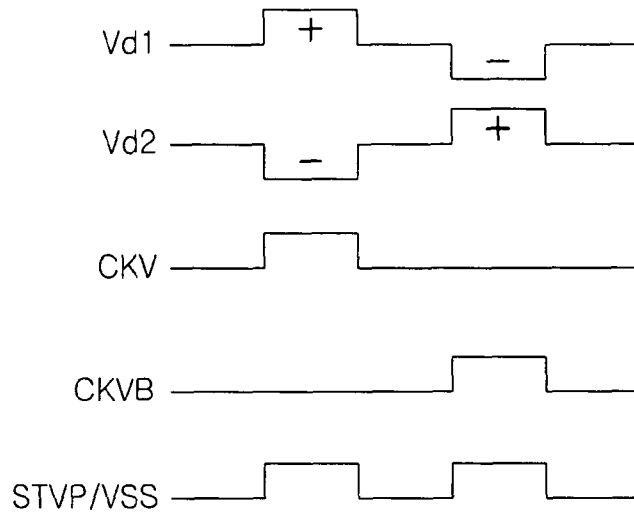 Vd1 + −
Vd2 − +
CKV
CKVB
STVP/VSS